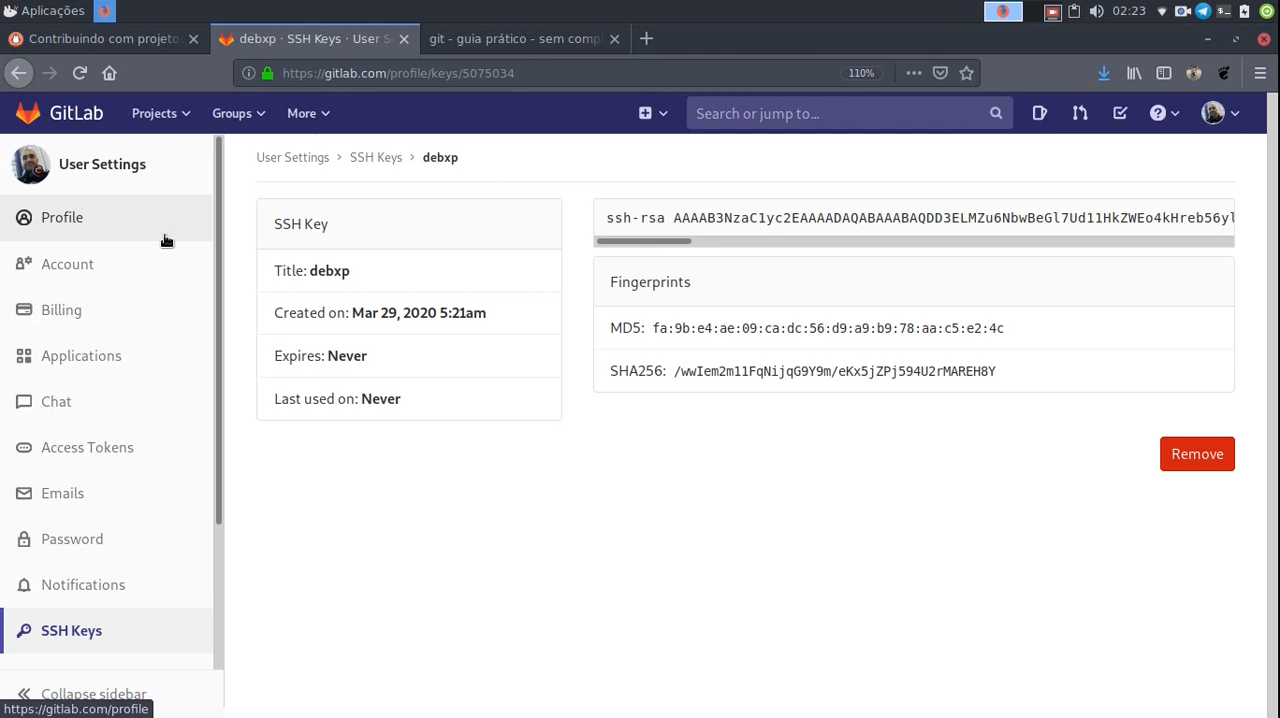 Aplicações
02:23
Contribuindo com projeto
debxp · SSH Keys · User S
git - guia prático - sem compl
https://gitlab.com/profile/keys/5075034
110%
GitLab
Projects
Groups
More
Search or jump to...
User Settings
User Settings > SSH Keys > debxp
Profile
Account
Billing
Applications
Chat
Access Tokens
Emails
Password
Notifications
SSH Keys
Collapse sidebar
SSH Key
Title: debxp
Created on: Mar 29, 2020 5:21am
Expires: Never
Last used on: Never
ssh-rsa AAAAB3NzaC1yc2EAAAADAQABAAABAQDD3ELMZu6NbwBeGl7Ud11HkZWEo4kHreb56yl
Fingerprints
MD5: fa:9b:e4:ae:09:ca:dc:56:d9:a9:b9:78:aa:c5:e2:4c
SHA256: /wwIem2m11FqNijqG9Y9m/eKx5jZPj594U2rMAREH8Y
Remove
https://gitlab.com/profile